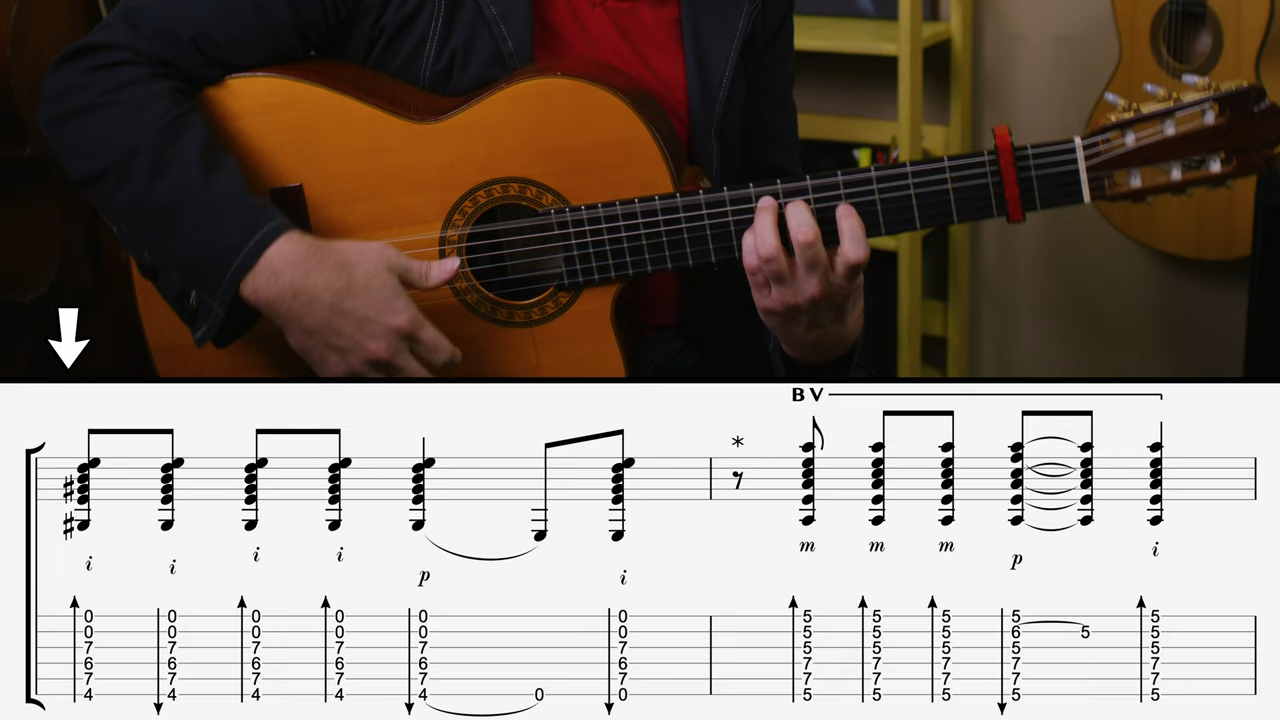 B V
*
i i i i p i m m m p i
0 0 0 0 0 0 5 5 5 5 5
0 0 0 0 0 0 5 5 5 6 5 5
7 7 7 7 7 7 5 5 5 5 5
6 6 6 6 6 6 7 7 7 7 7
7 7 7 7 7 7 7 7 7 7 7
4 4 4 4 4 0 0 5 5 5 5 5